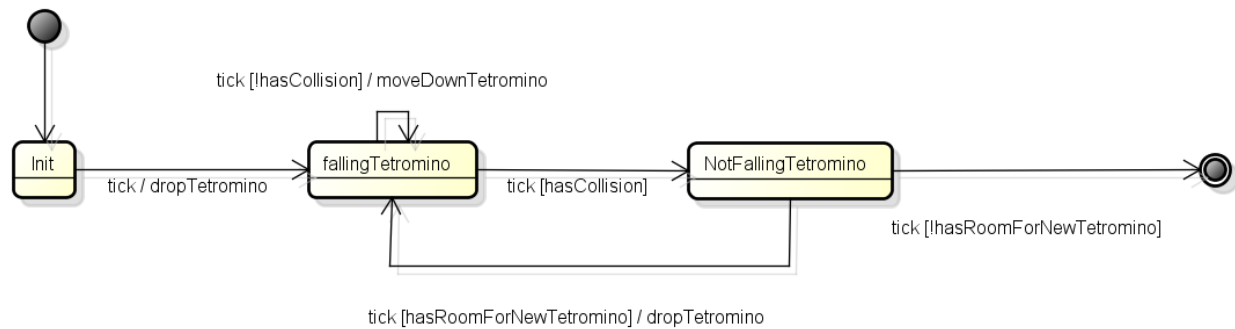 tick [!hasCollision] / moveDownTetromino
Init
fallingTetromino
NotFallingTetromino
tick / dropTetromino
tick [hasCollision]
tick [!hasRoomForNewTetromino]
tick [hasRoomForNewTetromino] / dropTetromino